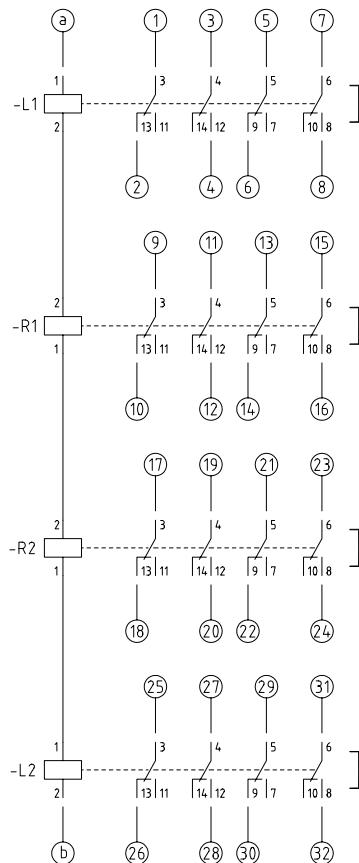 a 1 3 5 7
1 3 4 5 6
-L1
2 13 11 14 12 9 7 10 8
2 4 6 8
9 11 13 15
2 3 4 5 6
-R1
1 13 11 14 12 9 7 10 8
10 12 14 16
17 19 21 23
2 3 4 5 6
-R2
1 13 11 14 12 9 7 10 8
18 20 22 24
25 27 29 31
1 3 4 5 6
-L2
2 13 11 14 12 9 7 10 8
b 26 28 30 32